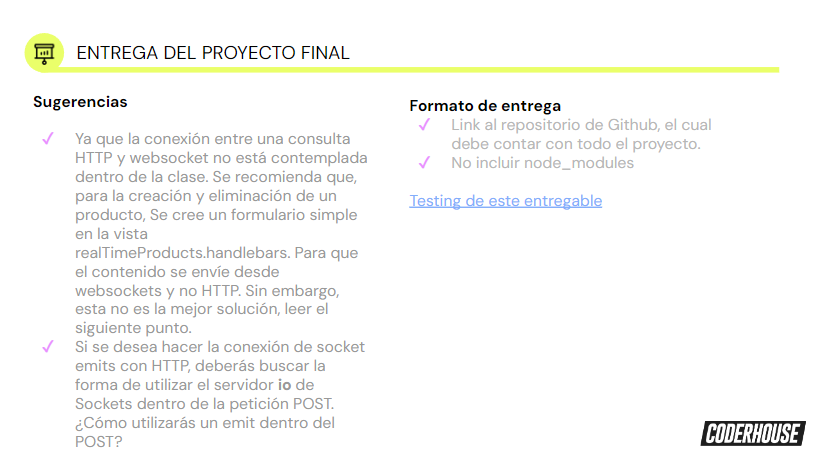 ENTREGA DEL PROYECTO FINAL
Sugerencias
Ya que la conexión entre una consulta
HTTP y websocket no está contemplada
dentro de la clase. Se recomienda que,
para la creación y eliminación de un
producto, Se cree un formulario simple
en la vista
realTimeProducts.handlebars. Para que
el contenido se envíe desde
websockets y no HTTP. Sin embargo,
esta no es la mejor solución, leer el
siguiente punto.
Si se desea hacer la conexión de socket
emits con HTTP, deberás buscar la
forma de utilizar el servidor io de
Sockets dentro de la petición POST.
¿Cómo utilizarás un emit dentro del
POST?
Formato de entrega
Link al repositorio de Github, el cual
debe contar con todo el proyecto.
No incluir node_modules
Testing de este entregable
CODERHOUSE